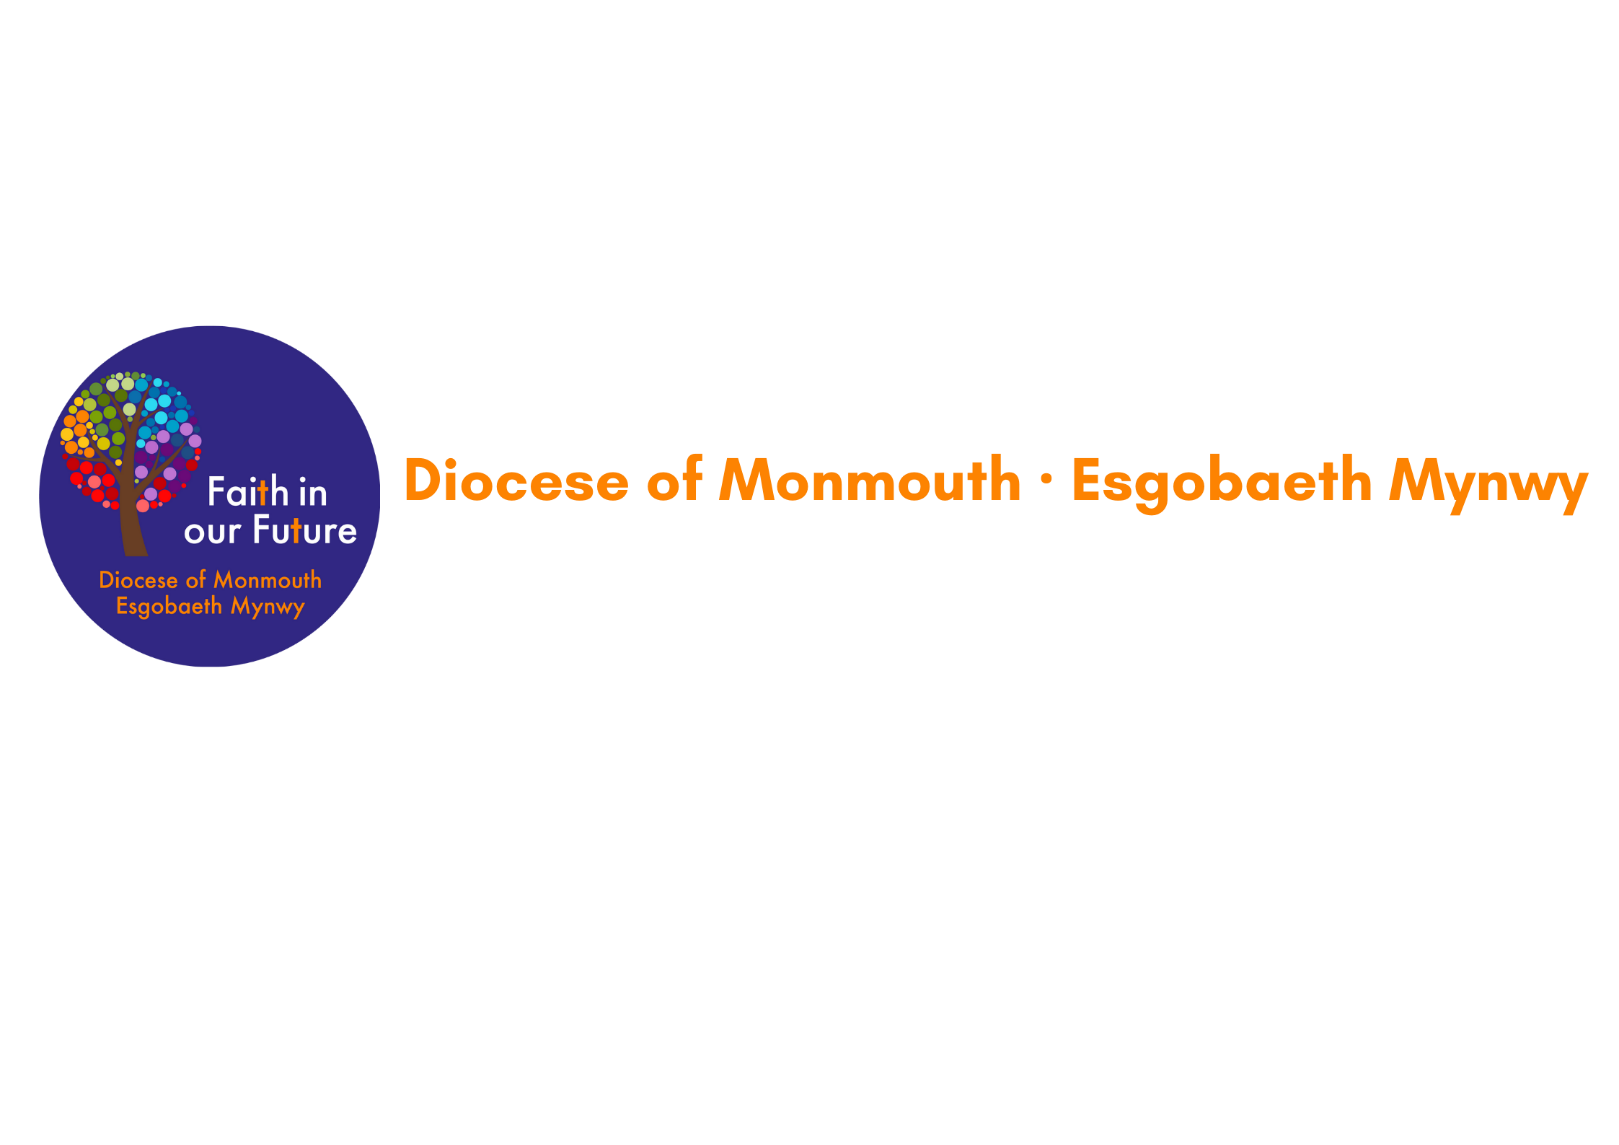 Faith in
our Future
Diocese of Monmouth
Esgobaeth Mynwy
Diocese of Monmouth · Esgobaeth Mynwy